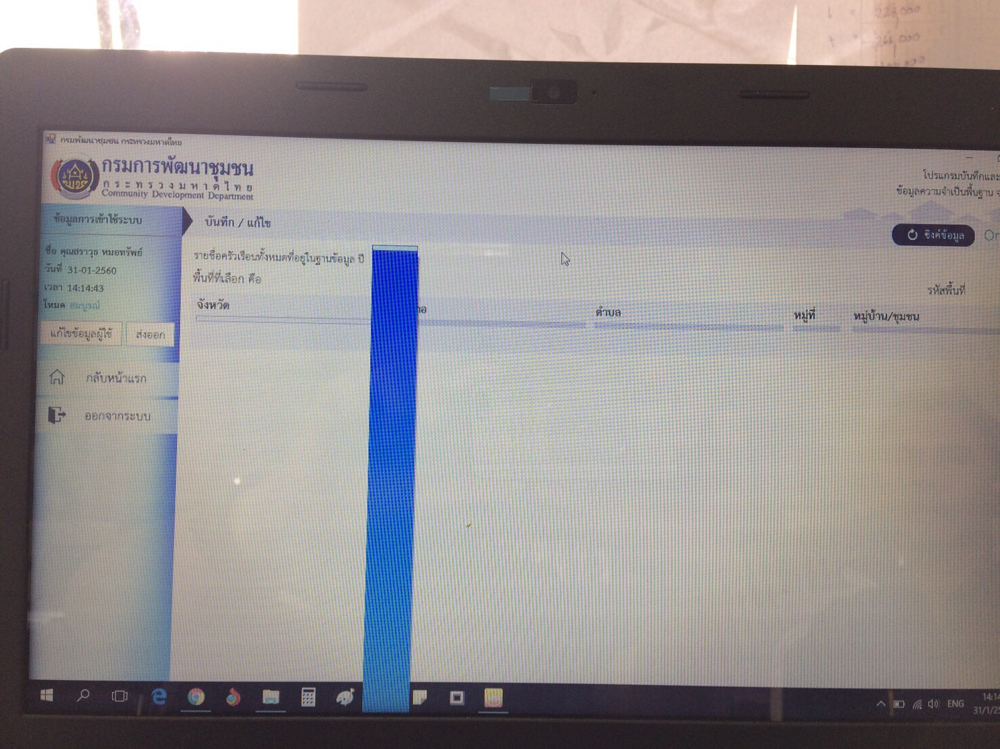 223,000
กรมพัฒนาชุมชน กระทรวงมหาดไทย
กรมการพัฒนาชุมชน
กระทรวงมหาดไทย
Community Development Department
โปรแกรมบันทึกและ
ข้อมูลความจำเป็นพื้นฐาน
ข้อมูลการเข้าใช้ระบบ
บันทึก / แก้ไข
ซิงค์ข้อมูล
ชื่อ คุณสราวุธ หมอทรัพย์
วันที่ 31-01-2560
เวลา 14:14:43
โหมด สมบูรณ์
แก้ไขข้อมูลผู้ใช้ ส่งออก
กลับหน้าแรก
ออกจากระบบ
รายชื่อครัวเรือนทั้งหมดที่อยู่ในฐานข้อมูล ปี
พื้นที่ที่เลือก คือ
รหัสพื้นที่
จังหวัด ตำบล หมู่ที่ หมู่บ้าน/ชุมชน
ENG
14:14
31/1/25